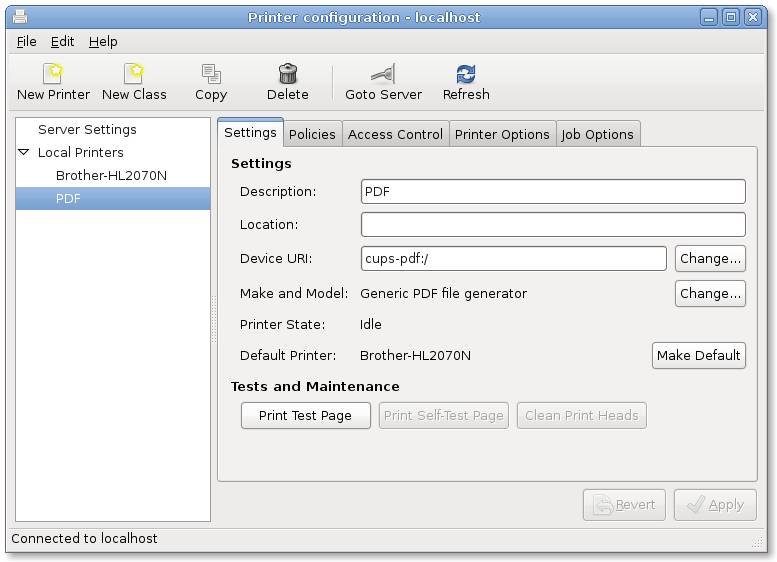 Printer configuration - localhost
File Edit Help
New Printer New Class Copy Delete Goto Server Refresh
Server Settings
Local Printers
Brother-HL2070N
PDF
Settings Policies Access Control Printer Options Job Options
Settings
Description: PDF
Location:
Device URI: cups-pdf:/ Change...
Make and Model: Generic PDF file generator Change...
Printer State: Idle
Default Printer: Brother-HL2070N Make Default
Tests and Maintenance
Print Test Page Print Self-Test Page Clean Print Heads
Revert Apply
Connected to localhost